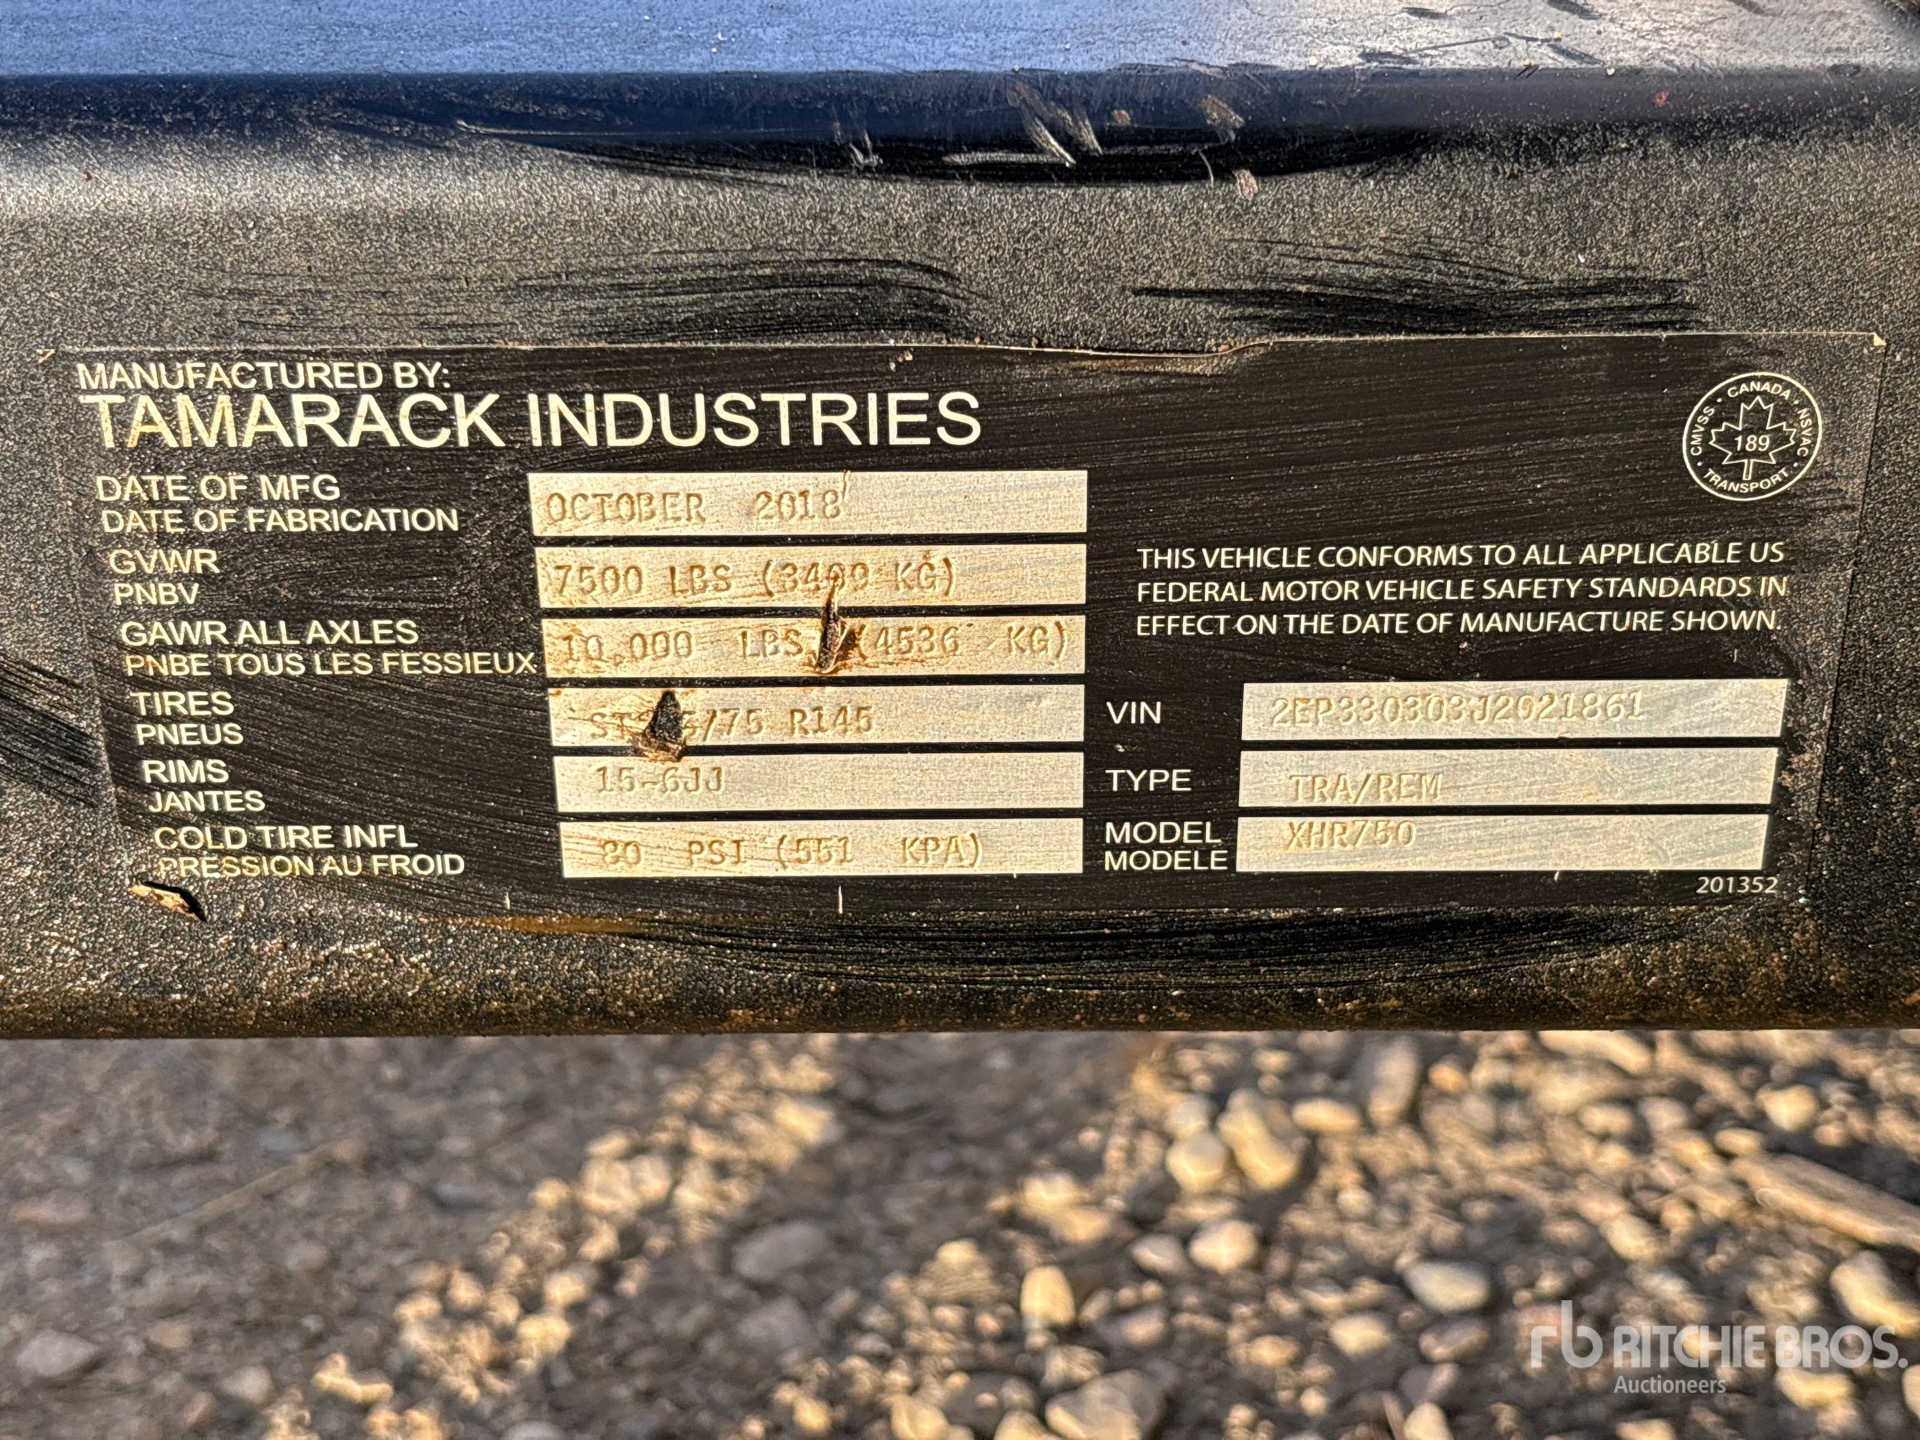 MANUFACTURED BY:
TAMARACK INDUSTRIES
CANADA · NSVAC · TRANSPORT · CMVSS ·
189
DATE OF MFG
DATE OF FABRICATION
OCTOBER 2018
GVWR
PNBV
7500 LBS KG)
GAWR ALL AXLES
PNBE TOUS LES FESSIEUX
10,000 LBS (4536 KG)
TIRES
PNEUS
R145
RIMS
JANTES
15-6JJ
COLD TIRE INFL
PRESSION AU FROID
80 PSI (551 KPA)
THIS VEHICLE CONFORMS TO ALL APPLICABLE US
FEDERAL MOTOR VEHICLE SAFETY STANDARDS IN
EFFECT ON THE DATE OF MANUFACTURE SHOWN.
VIN
2EP330303J2021861
TYPE
TRA/REM
MODEL
MODELE
XHR750
201352
rb RITCHIE BROS.
Auctioneers